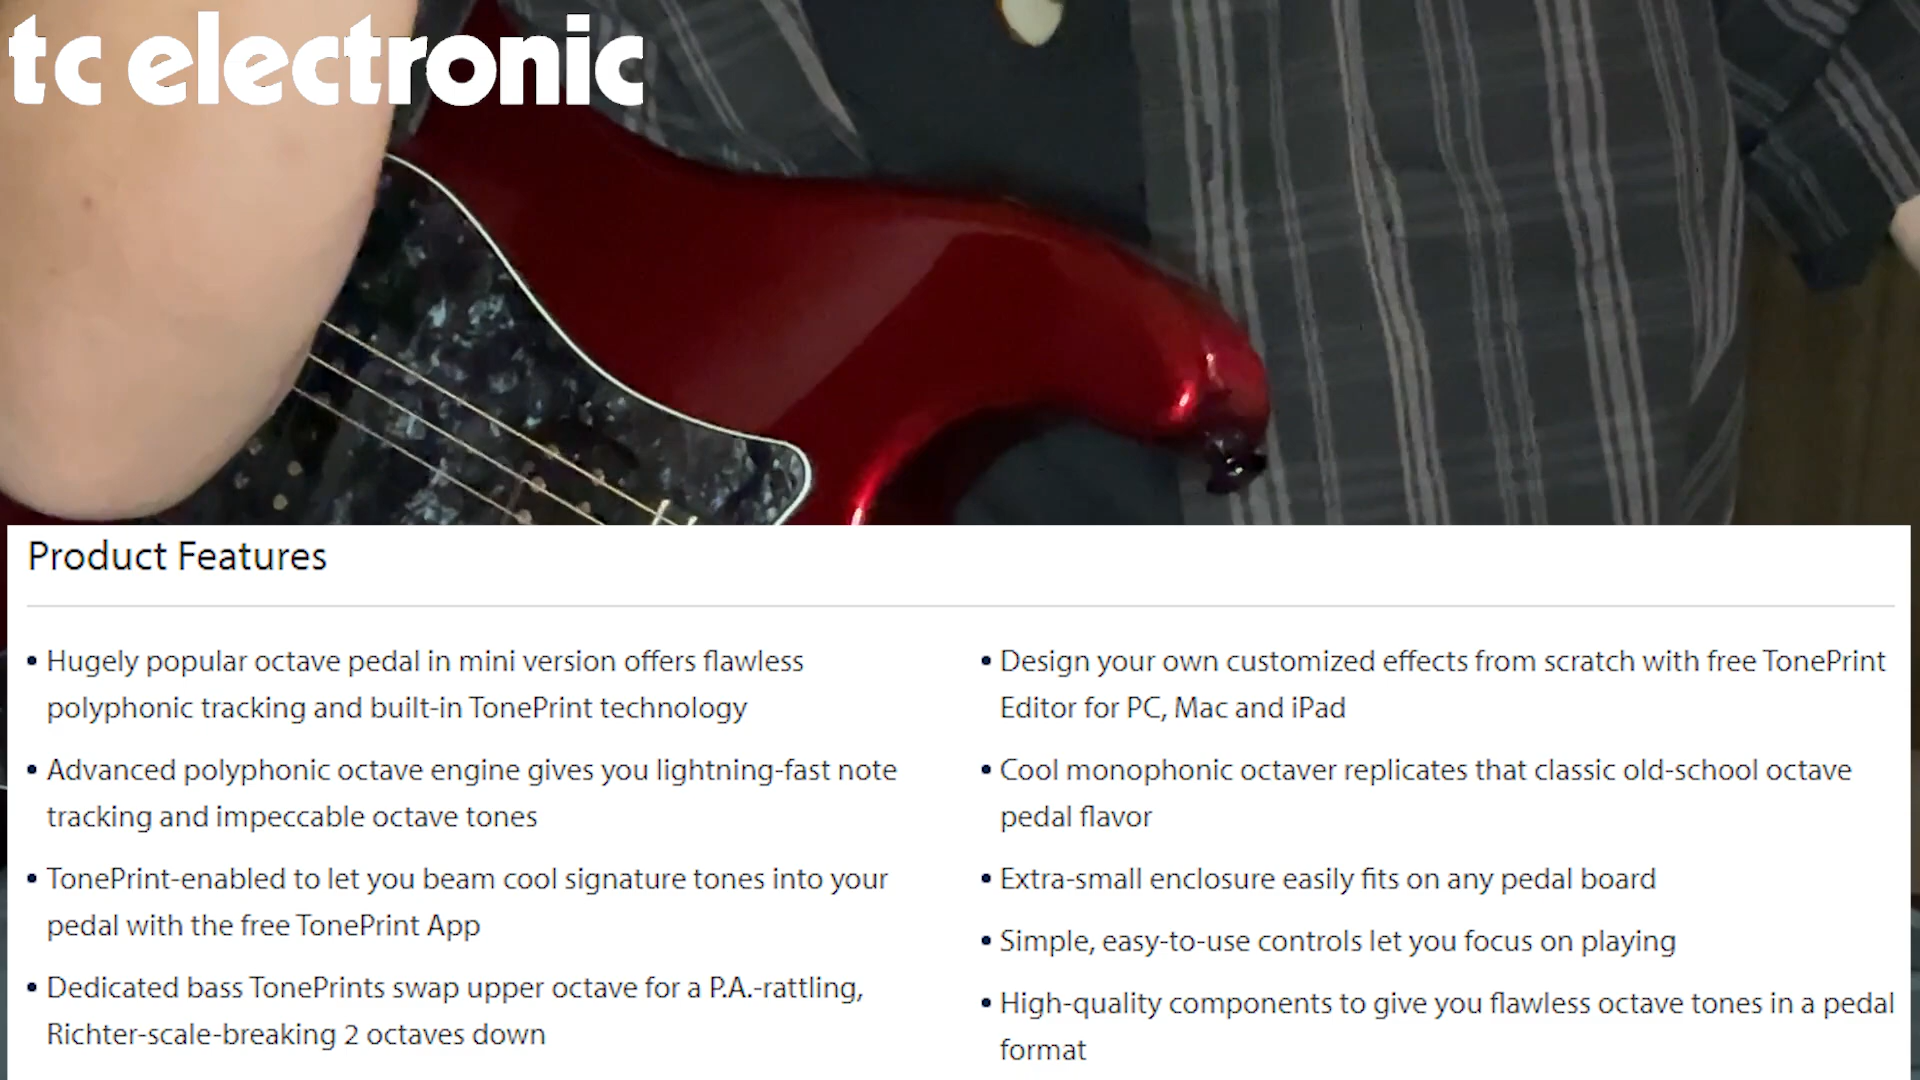 tc electronic
Product Features
• Hugely popular octave pedal in mini version offers flawless
polyphonic tracking and built-in TonePrint technology
• Advanced polyphonic octave engine gives you lightning-fast note
tracking and impeccable octave tones
• TonePrint-enabled to let you beam cool signature tones into your
pedal with the free TonePrint App
• Dedicated bass TonePrints swap upper octave for a P.A.-rattling,
Richter-scale-breaking 2 octaves down
• Design your own customized effects from scratch with free TonePrint
Editor for PC, Mac and iPad
• Cool monophonic octaver replicates that classic old-school octave
pedal flavor
• Extra-small enclosure easily fits on any pedal board
• Simple, easy-to-use controls let you focus on playing
• High-quality components to give you flawless octave tones in a pedal
format